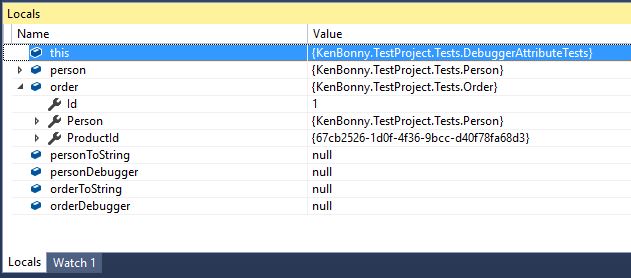 Locals
Name Value
this {KenBonny.TestProject.Tests.DebuggerAttributeTests}
person {KenBonny.TestProject.Tests.Person}
order {KenBonny.TestProject.Tests.Order}
Id 1
Person {KenBonny.TestProject.Tests.Person}
ProductId {67cb2526-1d0f-4f36-9bcc-d40f78fa68d3}
personToString null
personDebugger null
orderToString null
orderDebugger null
Locals Watch 1